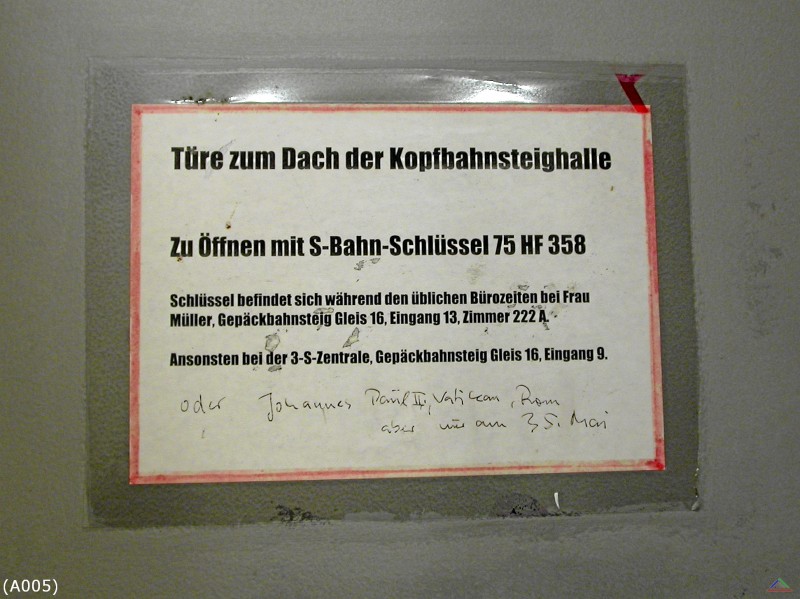 Türe zum Dach der Kopfbahnsteighalle
Zu Öffnen mit S-Bahn-Schlüssel 75 HF 358
Schlüssel befindet sich während den üblichen Bürozeiten bei Frau
Müller, Gepäckbahnsteig Gleis 16, Eingang 13, Zimmer 222 A.
Ansonsten bei der 3-S-Zentrale, Gepäckbahnsteig Gleis 16, Eingang 9.
oder Johannes Paul II, Vatikan, Rom
aber nur am 35. Mai
(A005)